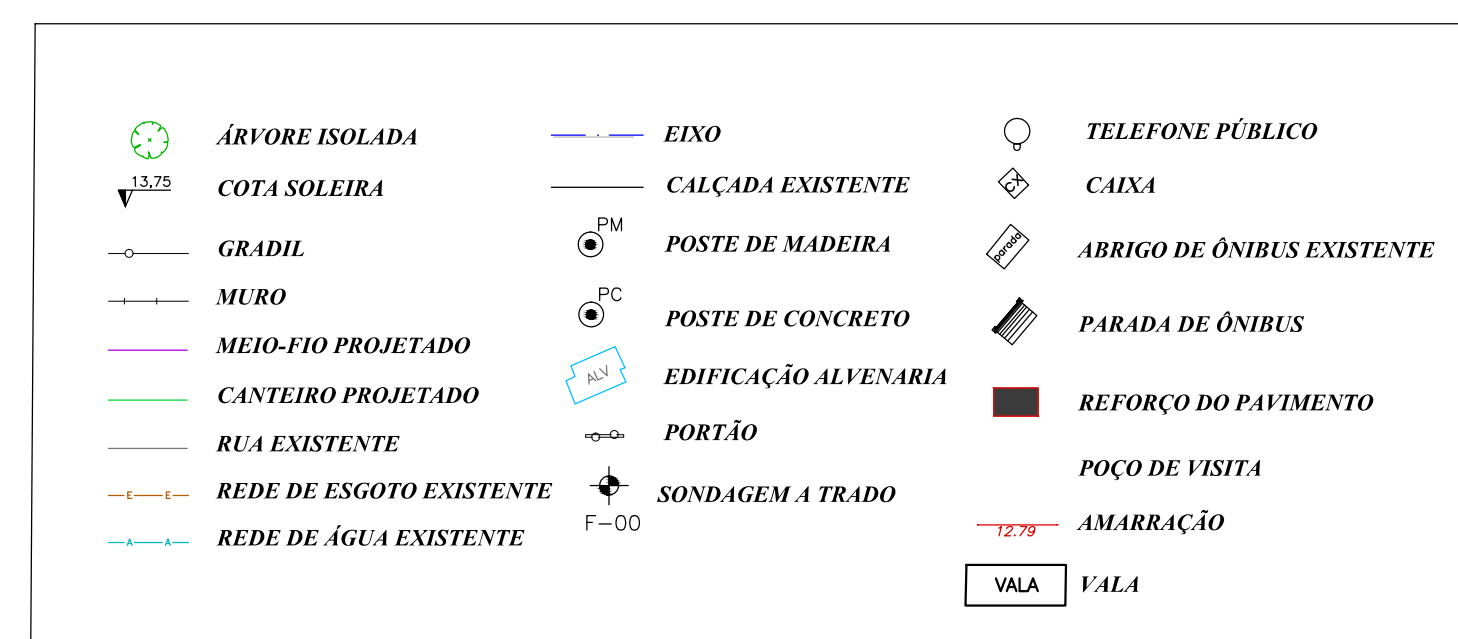 ÁRVORE ISOLADA
13,75
COTA SOLEIRA
GRADIL
MURO
MEIO-FIO PROJETADO
CANTEIRO PROJETADO
RUA EXISTENTE
E E
REDE DE ESGOTO EXISTENTE
A A
REDE DE ÁGUA EXISTENTE
EIXO
CALÇADA EXISTENTE
PM
POSTE DE MADEIRA
PC
POSTE DE CONCRETO
ALV
EDIFICAÇÃO ALVENARIA
PORTÃO
SONDAGEM A TRADO
F-00
TELEFONE PÚBLICO
CX
CAIXA
parada
ABRIGO DE ÔNIBUS EXISTENTE
PARADA DE ÔNIBUS
REFORÇO DO PAVIMENTO
POÇO DE VISITA
12.79
AMARRAÇÃO
VALA
VALA